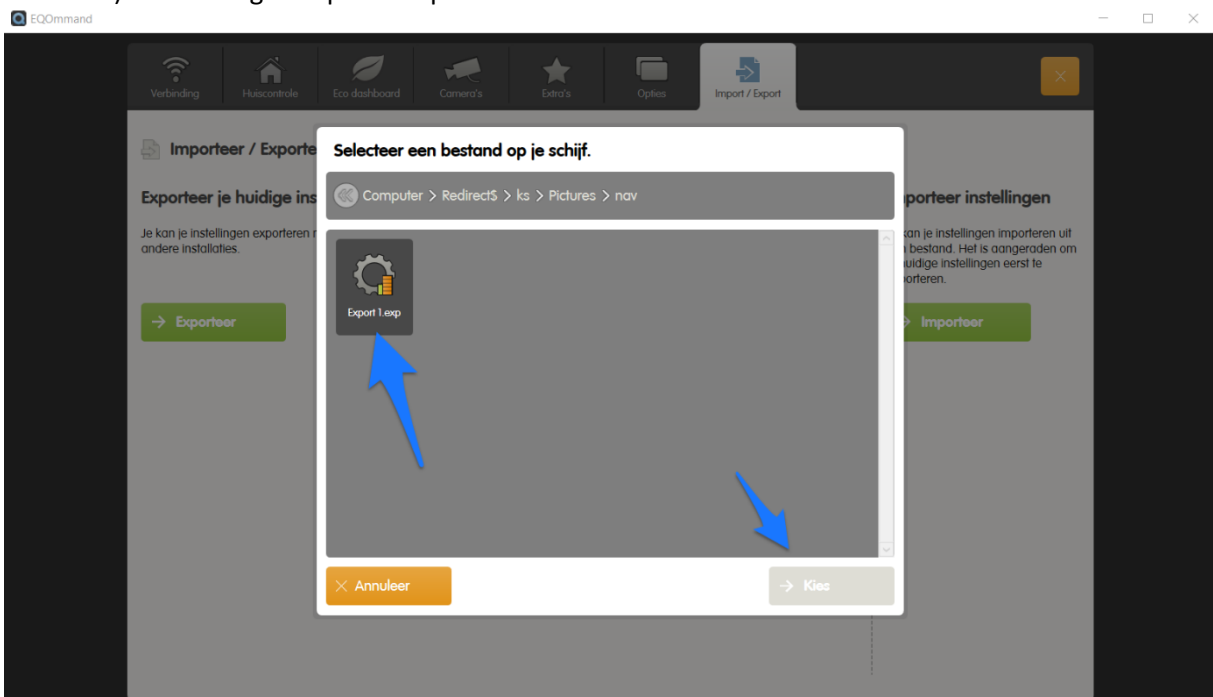 EQOmmand
Verbinding Huiscontrole Eco dashboard Camera's Extra's Opties Import / Export
Importeer / Exporte
Selecteer een bestand op je schijf.
Computer > Redirect$ > ks > Pictures > nav
Exporteer je huidige ins
porteer instellingen
Je kan je instellingen exporteren
andere installaties.
kan je instellingen importeren uit
bestand. Het is aangeraden om
huidige instellingen eerst te
porteren.
Export 1.exp
→ Exporteer
Importeer
× Annuleer
→ Kies